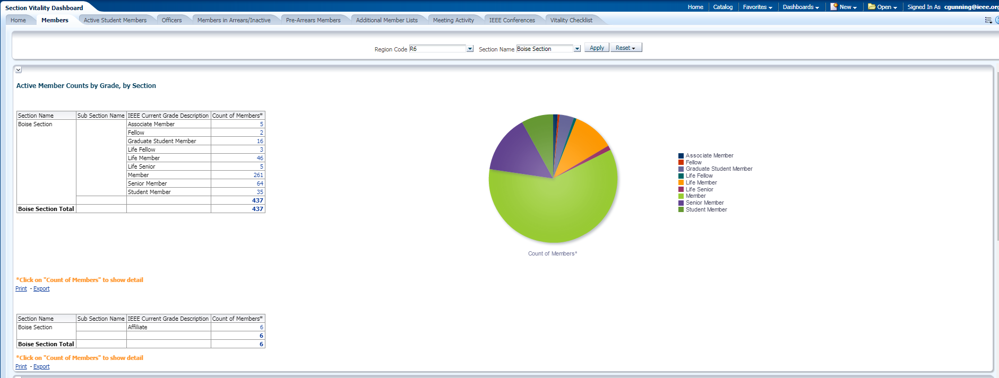 Section Vitality Dashboard
Home Catalog Favorites Dashboards New Open Signed In As cgunning@ieee.org
Home Members Active Student Members Officers Members in Arrears/Inactive Pre-Arrears Members Additional Member Lists Meeting Activity IEEE Conferences Vitality Checklist
Region Code R6 Section Name Boise Section Apply Reset
Active Member Counts by Grade, by Section
Section Name Sub Section Name IEEE Current Grade Description Count of Members*
Boise Section Associate Member 5
Fellow 2
Graduate Student Member 16
Life Fellow 3
Life Member 46
Life Senior 5
Member 261
Senior Member 64
Student Member 35
437
Boise Section Total 437
Associate Member
Fellow
Graduate Student Member
Life Fellow
Life Member
Life Senior
Member
Senior Member
Student Member
Count of Members*
*Click on "Count of Members" to show detail
Print - Export
Section Name Sub Section Name IEEE Current Grade Description Count of Members*
Boise Section Affiliate 6
6
Boise Section Total 6
*Click on "Count of Members" to show detail
Print - Export